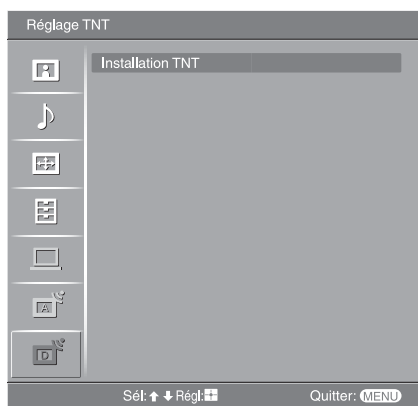 Réglage TNT
Installation TNT
A
D
Sél: Régl: Quitter: MENU